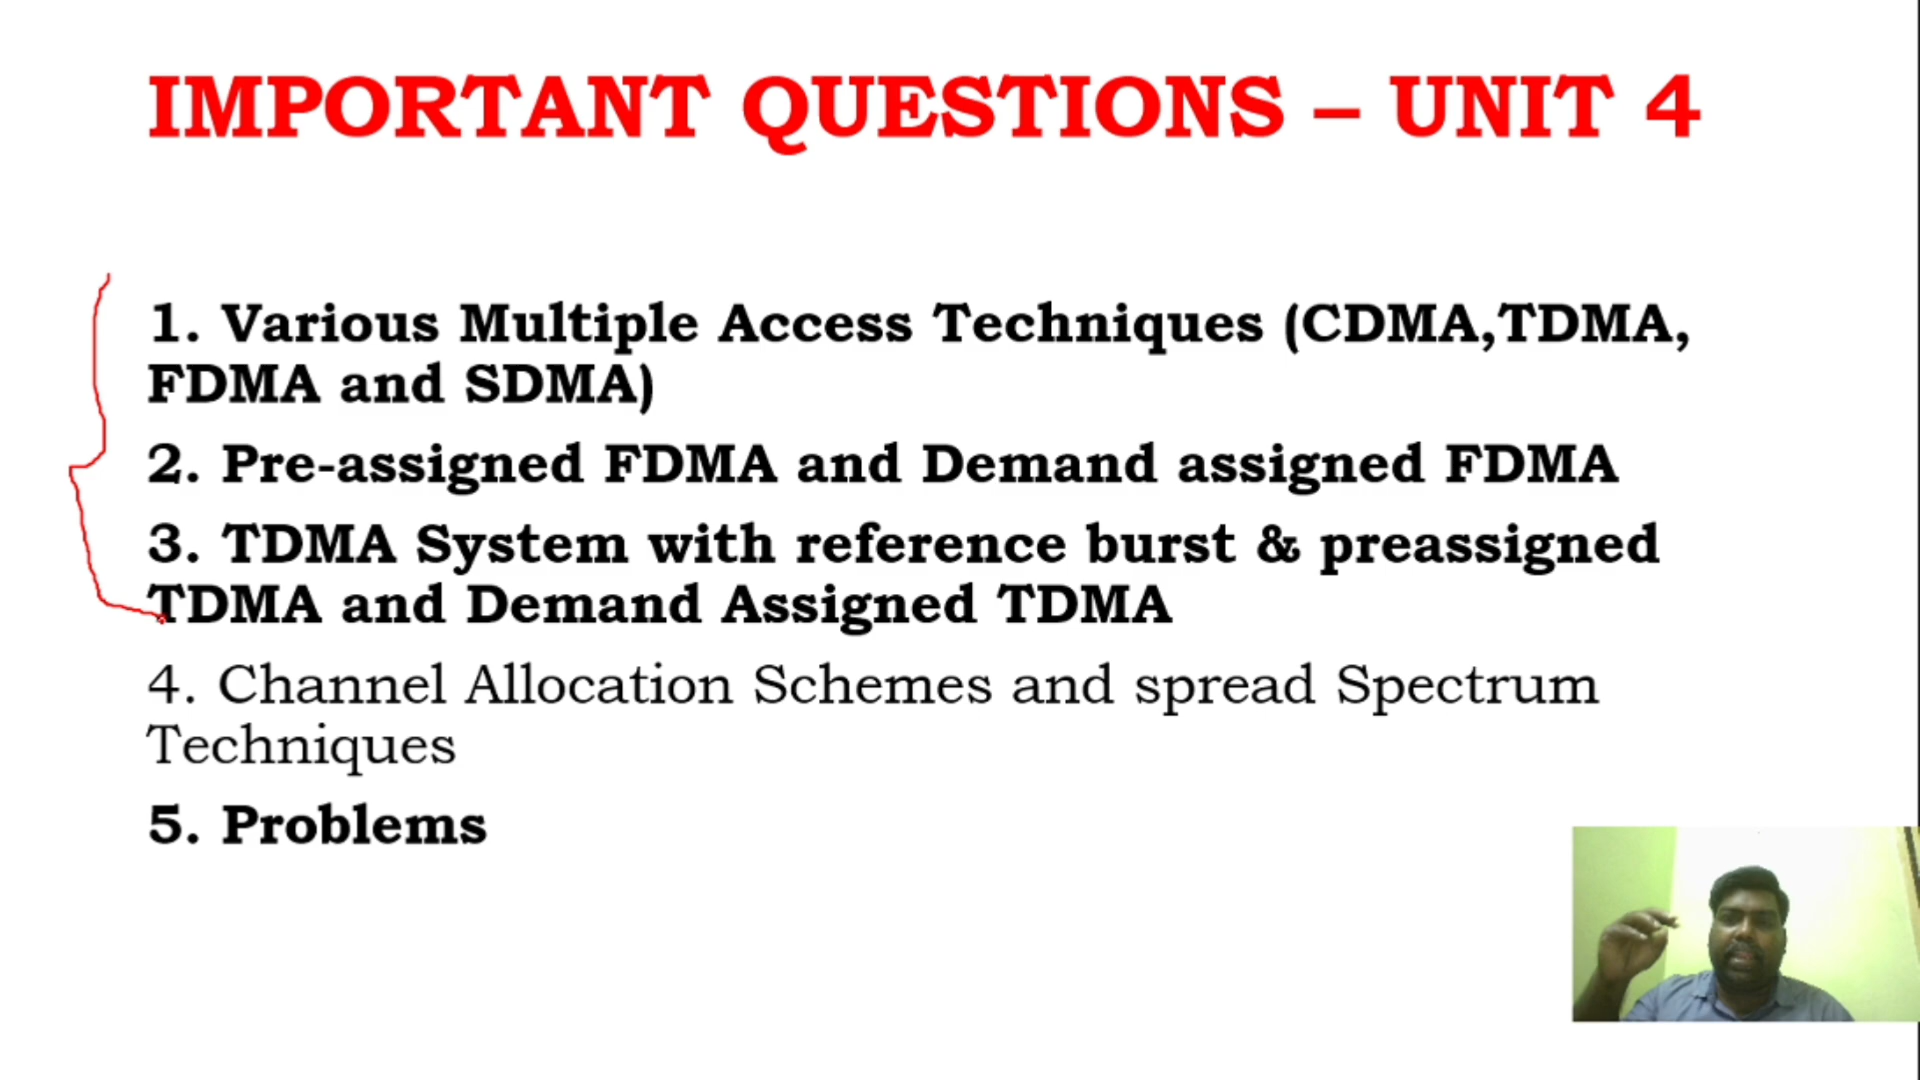 IMPORTANT QUESTIONS – UNIT 4
1. Various Multiple Access Techniques (CDMA,TDMA,
FDMA and SDMA)
2. Pre-assigned FDMA and Demand assigned FDMA
3. TDMA System with reference burst & preassigned
TDMA and Demand Assigned TDMA
4. Channel Allocation Schemes and spread Spectrum
Techniques
5. Problems